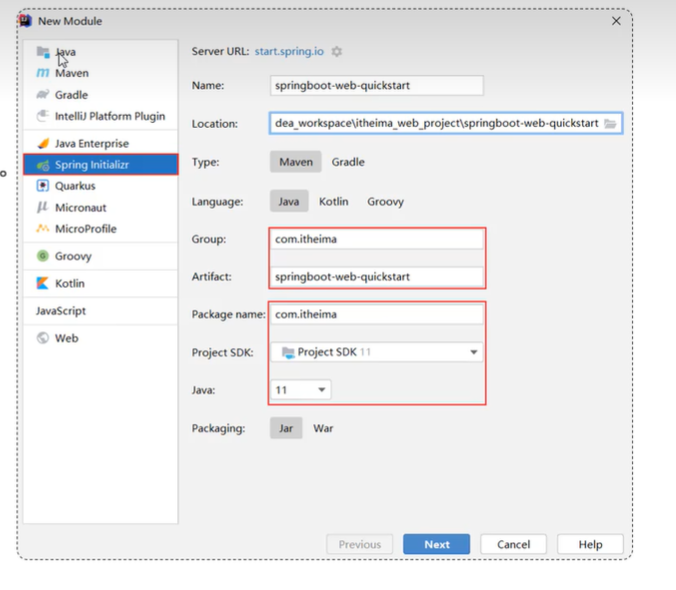 New Module
Java
Maven
Gradle
IntelliJ Platform Plugin
Java Enterprise
Spring Initializr
Quarkus
Micronaut
MicroProfile
Groovy
Kotlin
JavaScript
Web
Server URL: start.spring.io
Name: springboot-web-quickstart
Location: dea_workspace\itheima_web_project\springboot-web-quickstart
Type: Maven Gradle
Language: Java Kotlin Groovy
Group: com.itheima
Artifact: springboot-web-quickstart
Package name: com.itheima
Project SDK: Project SDK 11
Java: 11
Packaging: Jar War
Previous Next Cancel Help